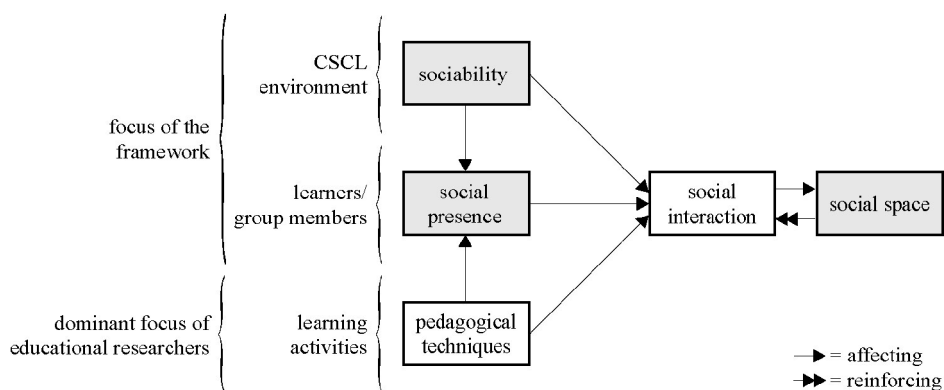 CSCL
environment
sociability
focus of the
framework
learners/
group members
social
presence
social
interaction
social space
dominant focus of
educational researchers
learning
activities
pedagogical
techniques
= affecting
= reinforcing